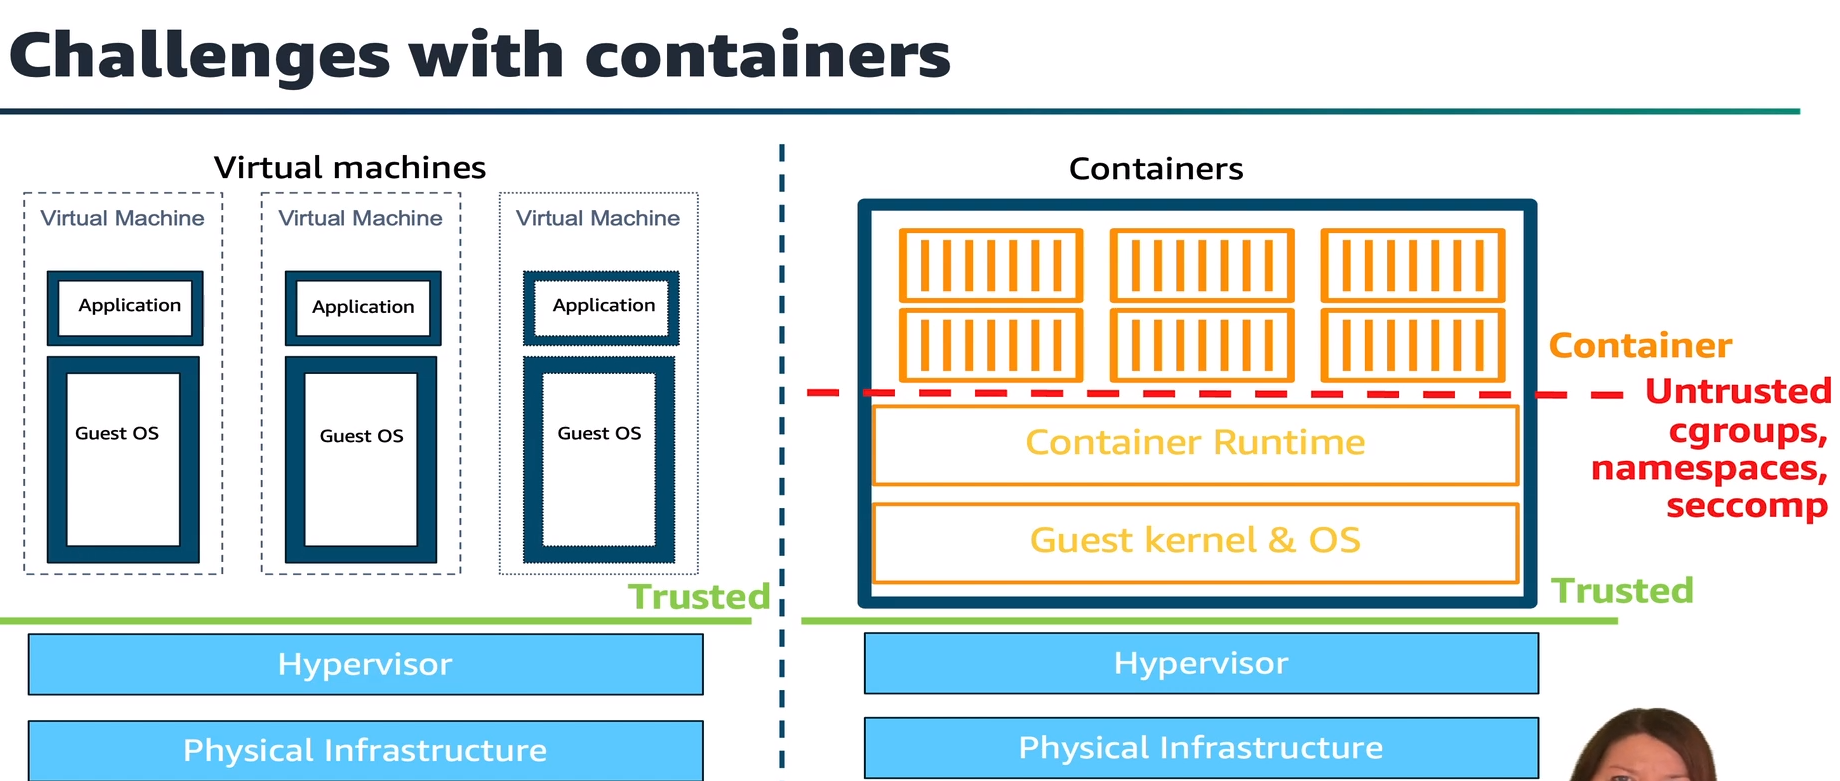 Challenges with containers
Virtual machines
Virtual Machine
Application
Guest OS
Virtual Machine
Application
Guest OS
Virtual Machine
Application
Guest OS
Trusted
Hypervisor
Physical Infrastructure
Containers
Container
Untrusted
cgroups,
namespaces,
seccomp
Container Runtime
Guest kernel & OS
Trusted
Hypervisor
Physical Infrastructure